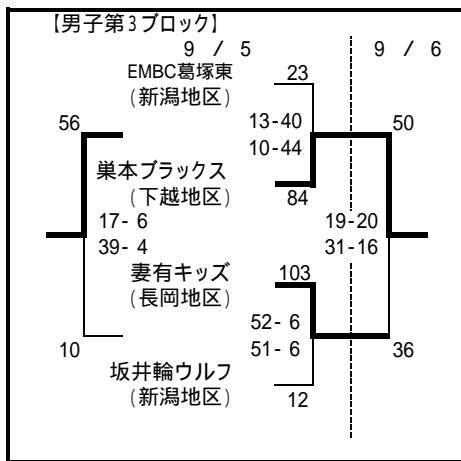 【男子第3ブロック】
9 / 5
9 / 6
EMBC葛塚東
23
(新潟地区)
56
13-40
50
10-44
巣本ブラックス
(下越地区)
84
17- 6
19-20
39- 4
31-16
妻有キッズ
103
(長岡地区)
52- 6
10
51- 6
36
坂井輪ウルフ
(新潟地区)
12